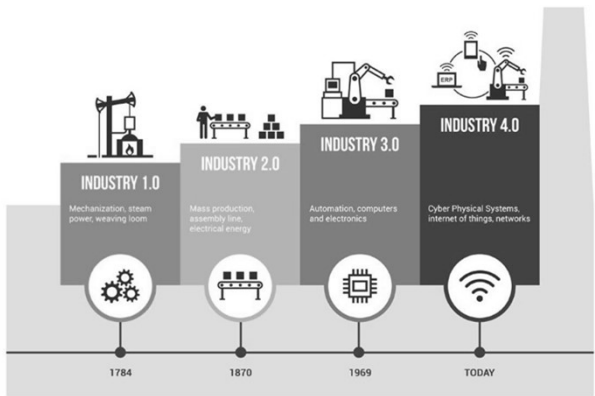 ERP
INDUSTRY 1.0
Mechanization, steam
power, weaving loom
INDUSTRY 2.0
Mass production,
assembly line,
electrical energy
INDUSTRY 3.0
Automation, computers
and electronics
INDUSTRY 4.0
Cyber Physical Systems,
internet of things, networks
1784
1870
1969
TODAY